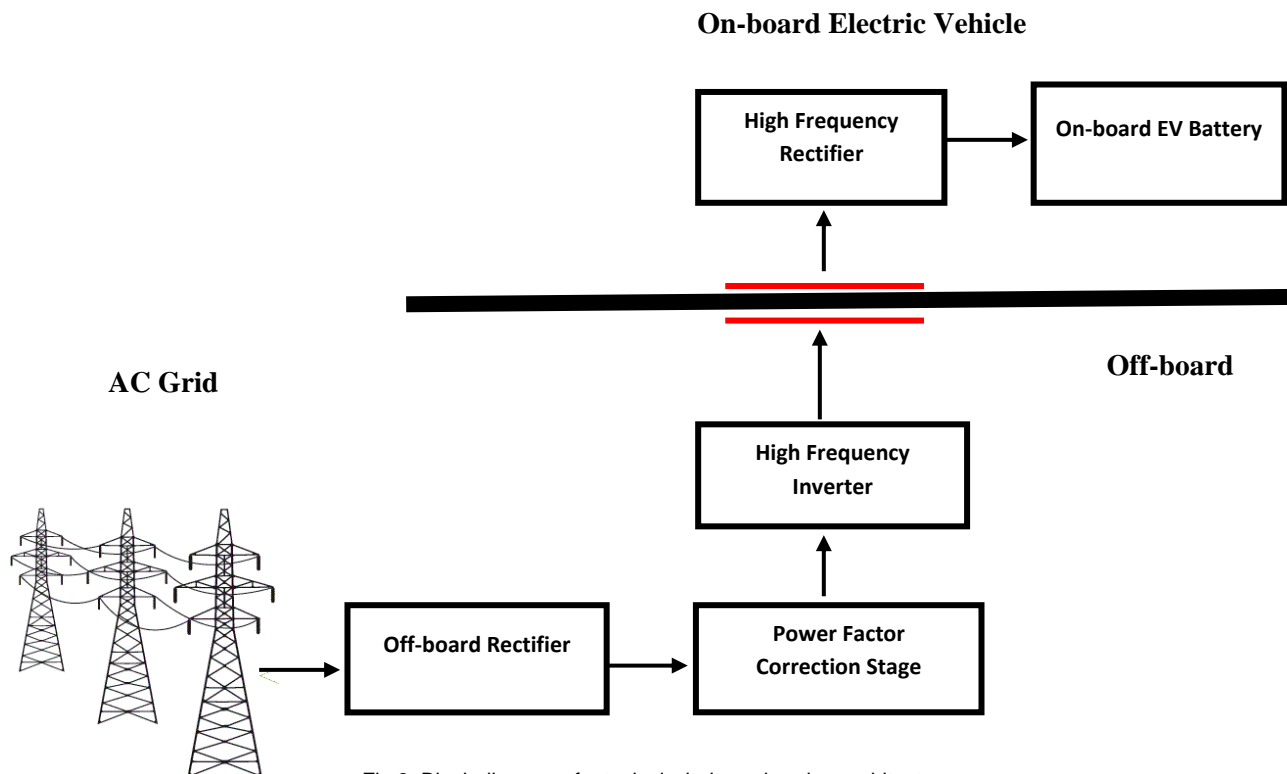 On-board Electric Vehicle
High Frequency
Rectifier
On-board EV Battery
Off-board
AC Grid
High Frequency
Inverter
Off-board Rectifier
Power Factor
Correction Stage